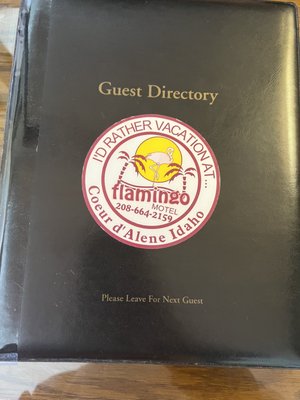 Guest Directory
I'D RATHER VACATION AT...
flamingo
MOTEL
208-664-2159
Coeur d'Alene Idaho
Please Leave For Next Guest